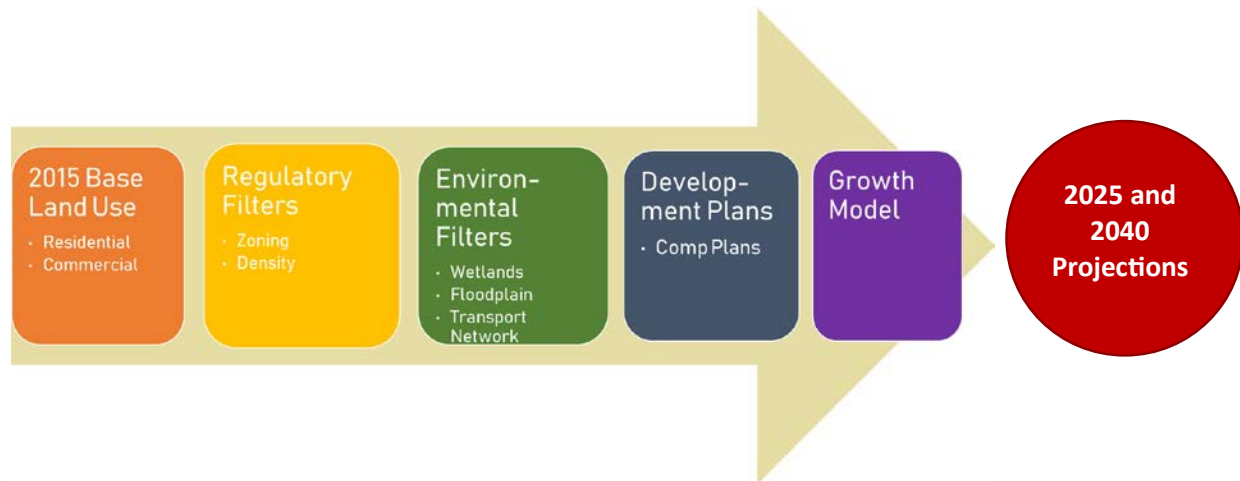 2015 Base
Land Use
· Residential
· Commercial
Regulatory
Filters
· Zoning
· Density
Environ-
mental
Filters
· Wetlands
· Floodplain
· Transport
Network
Develop-
ment Plans
· Comp Plans
Growth
Model
2025 and
2040
Projections